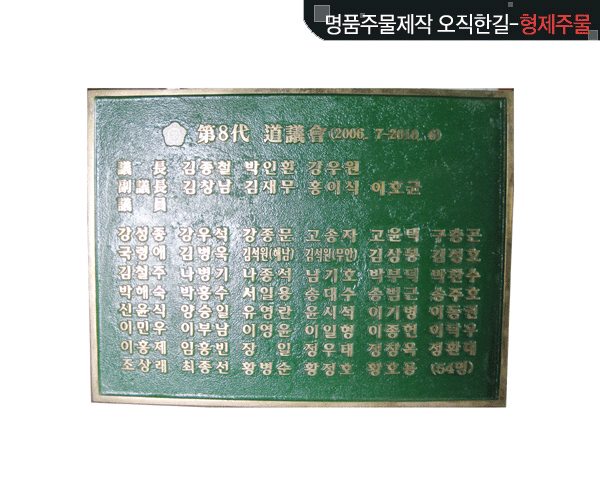 명품주물제작 오직한길-형제주물
第8代 道議會(2006. 7-2010. 6)
議 長 김종철 박인환 강우원
副議長 김창남 김재무 홍이식 이호균
議 員
강성종 강우석 강종문 고송자 고윤택 구충곤
국영애 김병욱 김석원(해남) 김석원(무안) 김상봉 김정호
김철주 나병기 나종석 남기호 박부덕 박환수
박혜숙 박흥수 서일용 송대수 송범근 송주호
신윤식 양승일 유영란 윤시석 이기병 이동권
이민우 이부남 이영윤 이일형 이종헌 이탁우
이홍제 임흥빈 장 일 정우태 정창옥 정환대
조상래 최종선 황병순 황정호 황호용 (54명)